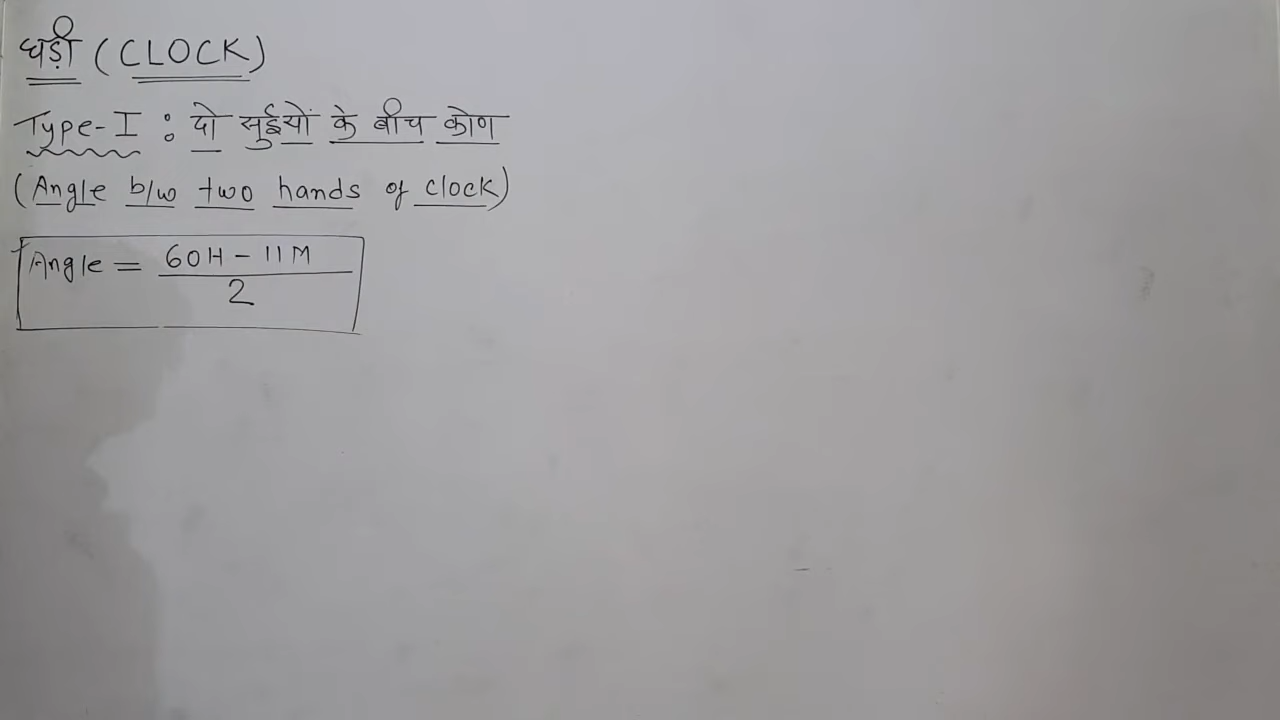 घड़ी (CLOCK)
Type-I : दो सुईयों के बीच कोण
(Angle b/w two hands of clock)
Angle = 60H - 11M / 2